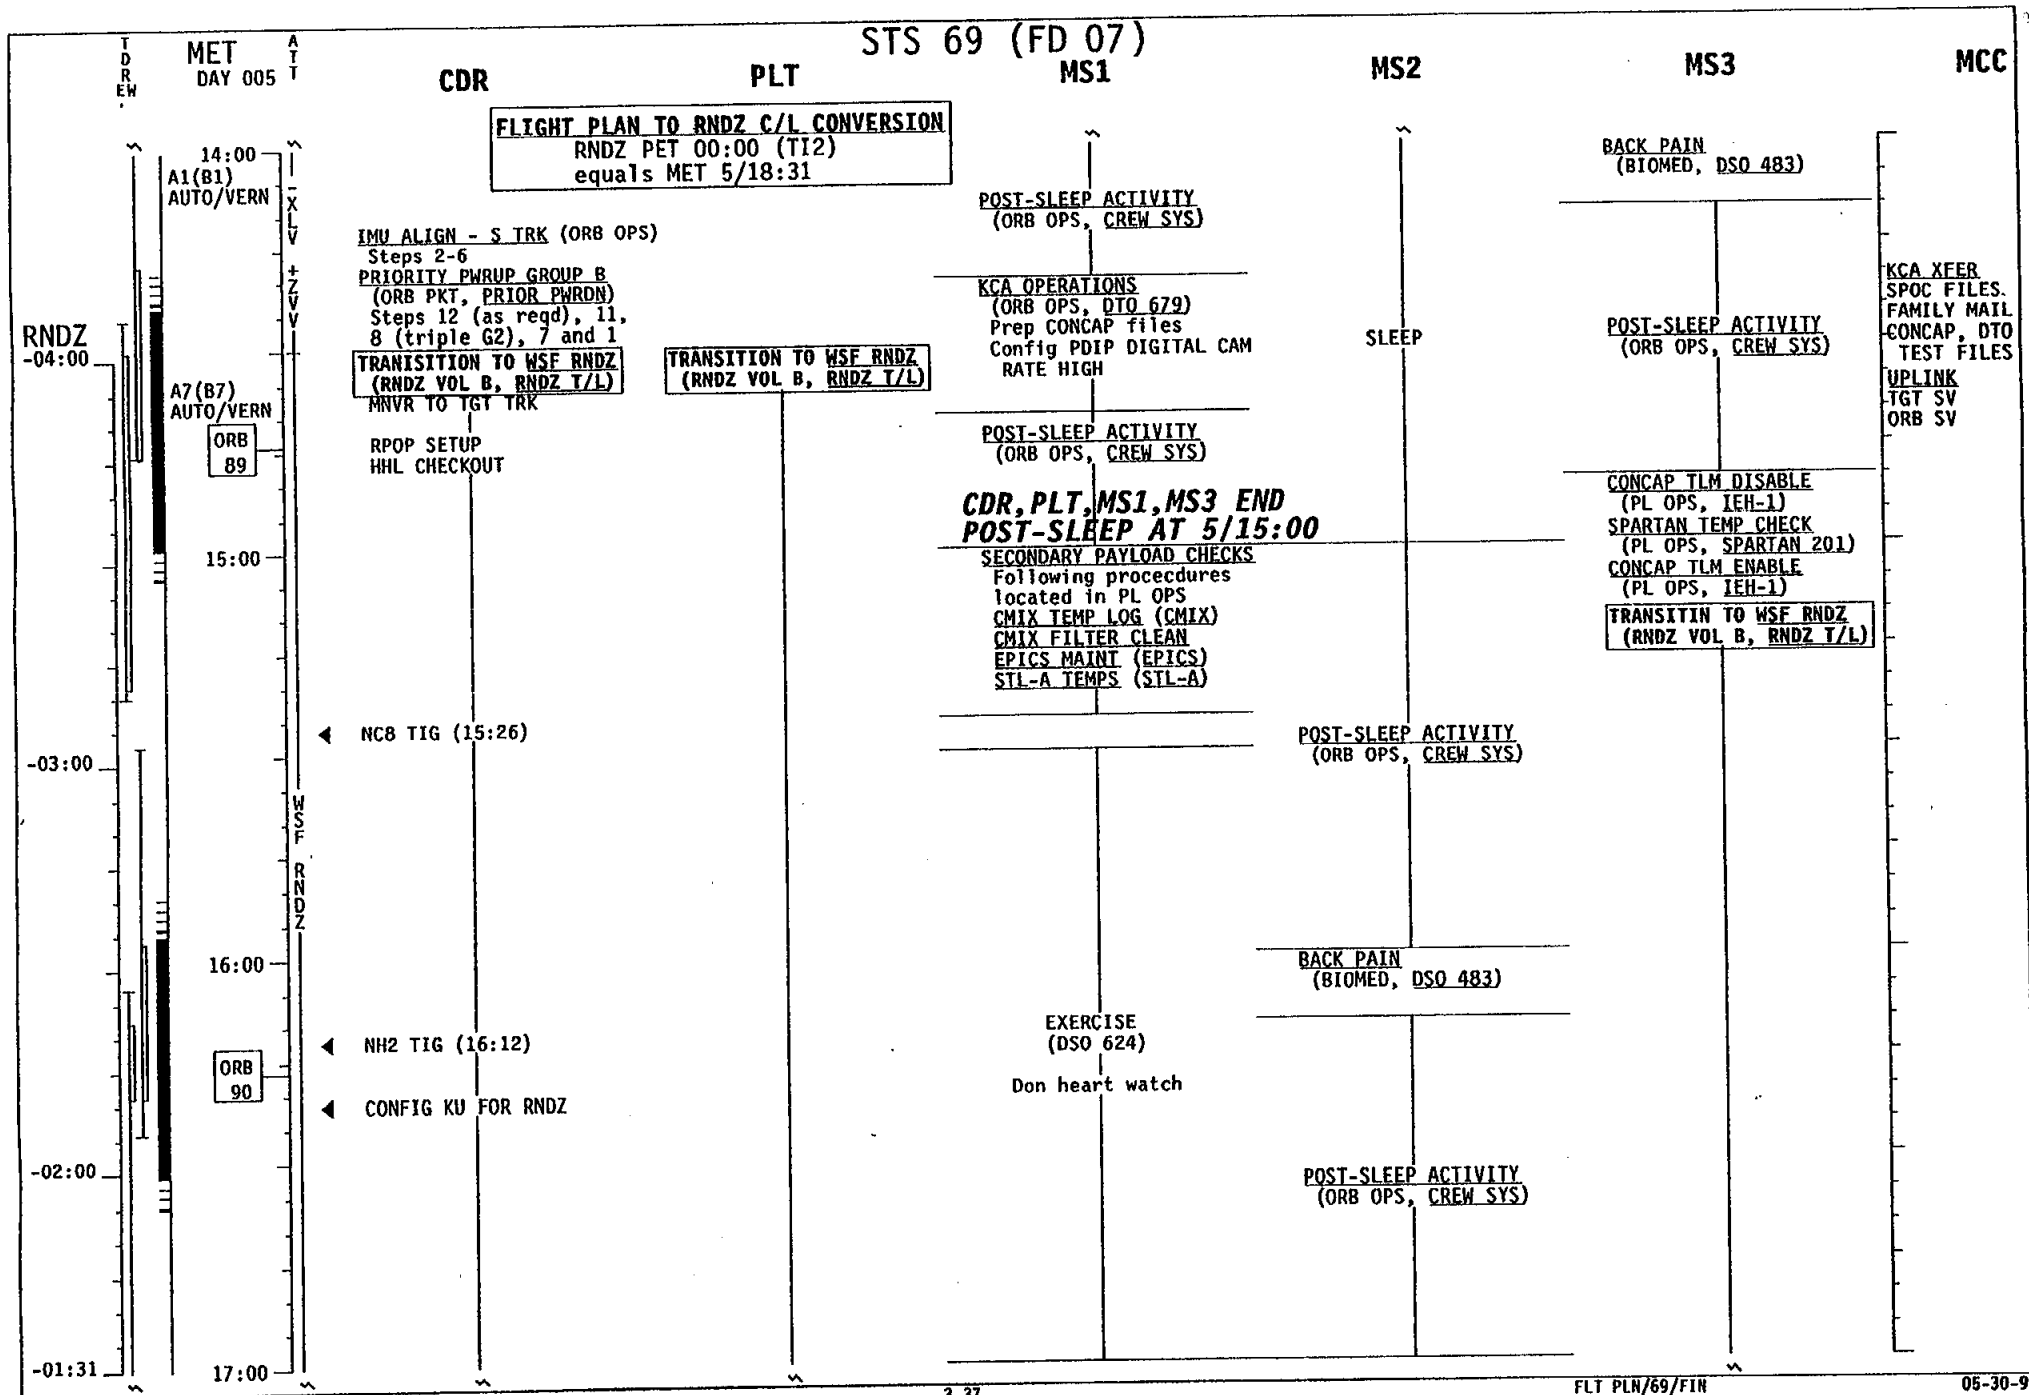 STS 69 (FD 07)
TDRS
EW
MET
DAY 005
ATT
CDR
PLT
MS1
MS2
MS3
MCC
FLIGHT PLAN TO RNDZ C/L CONVERSION
RNDZ PET 00:00 (TI2)
equals MET 5/18:31
14:00
A1(B1)
AUTO/VERN
RNDZ
-04:00
A7(B7)
AUTO/VERN
ORB
89
15:00
-03:00
16:00
ORB
90
-02:00
-01:31
17:00
-XLV +ZVV
WSF RNDZ
IMU ALIGN - S TRK (ORB OPS)
Steps 2-6
PRIORITY PWRUP GROUP B
(ORB PKT, PRIOR PWRDN)
Steps 12 (as reqd), 11,
8 (triple G2), 7 and 1
TRANISITION TO WSF RNDZ
(RNDZ VOL B, RNDZ T/L)
MNVR TO TGT TRK
RPOP SETUP
HHL CHECKOUT
NC8 TIG (15:26)
NH2 TIG (16:12)
CONFIG KU FOR RNDZ
TRANSITION TO WSF RNDZ
(RNDZ VOL B, RNDZ T/L)
POST-SLEEP ACTIVITY
(ORB OPS, CREW SYS)
KCA OPERATIONS
(ORB OPS, DTO 679)
Prep CONCAP files
Config PDIP DIGITAL CAM
RATE HIGH
POST-SLEEP ACTIVITY
(ORB OPS, CREW SYS)
CDR,PLT,MS1,MS3 END
POST-SLEEP AT 5/15:00
SECONDARY PAYLOAD CHECKS
Following procecdures
located in PL OPS
CMIX TEMP LOG (CMIX)
CMIX FILTER CLEAN
EPICS MAINT (EPICS)
STL-A TEMPS (STL-A)
EXERCISE
(DSO 624)
Don heart watch
SLEEP
POST-SLEEP ACTIVITY
(ORB OPS, CREW SYS)
BACK PAIN
(BIOMED, DSO 483)
POST-SLEEP ACTIVITY
(ORB OPS, CREW SYS)
BACK PAIN
(BIOMED, DSO 483)
POST-SLEEP ACTIVITY
(ORB OPS, CREW SYS)
CONCAP TLM DISABLE
(PL OPS, IEH-1)
SPARTAN TEMP CHECK
(PL OPS, SPARTAN 201)
CONCAP TLM ENABLE
(PL OPS, IEH-1)
TRANSITIN TO WSF RNDZ
(RNDZ VOL B, RNDZ T/L)
KCA XFER
SPOC FILES
FAMILY MAIL
CONCAP, DTO
TEST FILES
UPLINK
TGT SV
ORB SV
3-37
FLT PLN/69/FIN
05-30-9